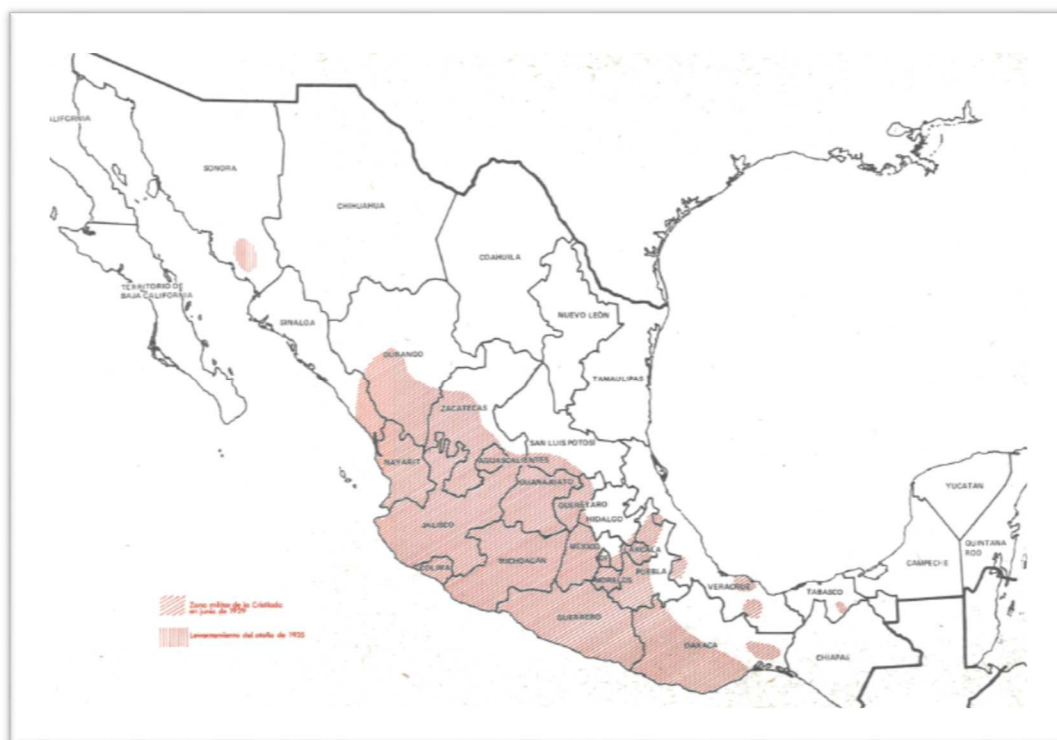 ALIFORNIA
SONORA
CHIHUAHUA
COAHUILA
TERRITORIO DE
BAJA CALIFORNIA
SINALOA
NUEVO LEÓN
DURANGO
TAMAULIPAS
ZACATECAS
SAN LUIS POTOSI
NAYARIT
AGUASCALIENTES
GUANAJUATO
QUERETARO
HIDALGO
YUCATAN
JALISCO
QUINTANA
ROO
MEXICO
TLAXCALA
MICHOACAN
CAMPECHE
COLIMA
PUEBLA
MORELOS
VERACRUZ
TABASCO
GUERRERO
OAXACA
CHIAPAS
Zona militar de la Cristiada
en junio de 1929
Levantamiento del otoño de 1935